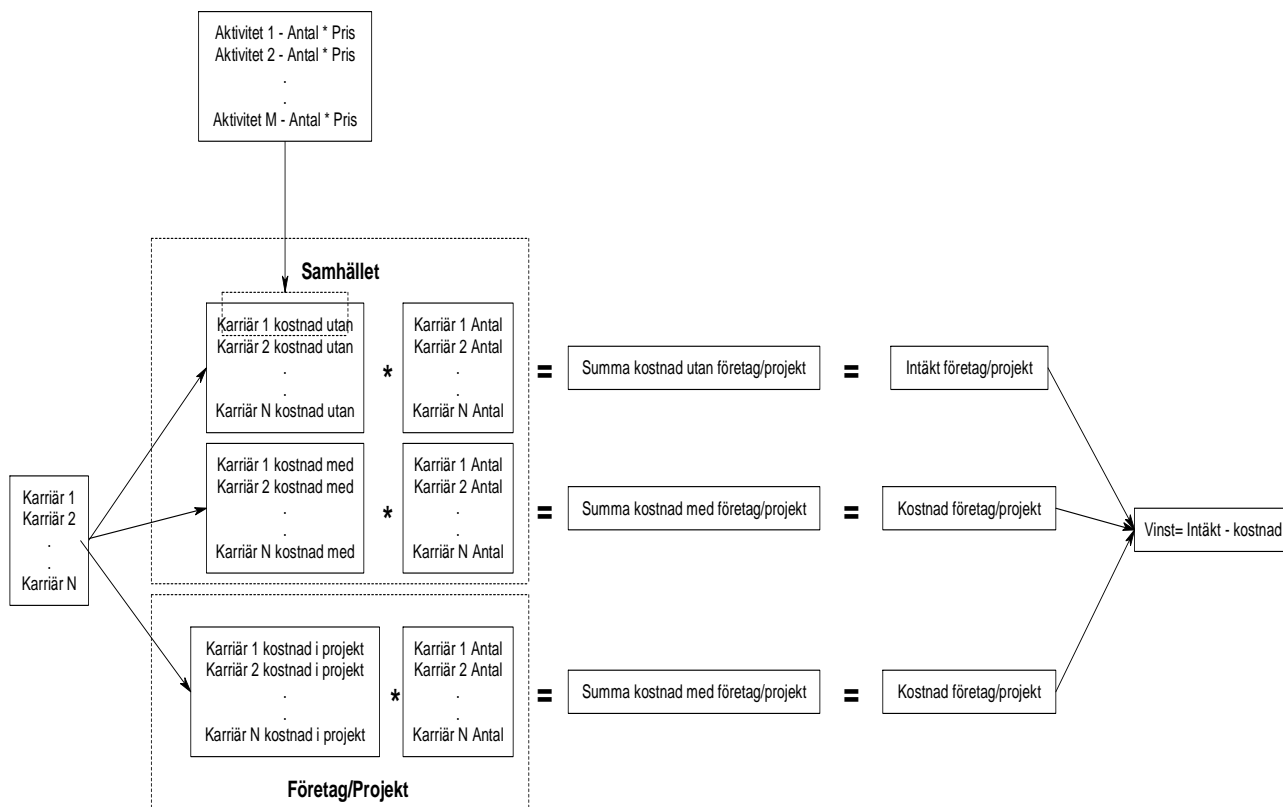 Aktivitet 1 - Antal * Pris
Aktivitet 2 - Antal * Pris
.
.
Aktivitet M - Antal * Pris
Samhället
Karriär 1 kostnad utan
Karriär 2 kostnad utan
.
.
Karriär N kostnad utan
*
Karriär 1 Antal
Karriär 2 Antal
.
.
Karriär N Antal
=
Summa kostnad utan företag/projekt
=
Intäkt företag/projekt
Karriär 1
Karriär 2
.
.
Karriär N
Karriär 1 kostnad med
Karriär 2 kostnad med
.
.
Karriär N kostnad med
*
Karriär 1 Antal
Karriär 2 Antal
.
.
Karriär N Antal
=
Summa kostnad med företag/projekt
=
Kostnad företag/projekt
Vinst= Intäkt - kostnad
Karriär 1 kostnad i projekt
Karriär 2 kostnad i projekt
.
.
Karriär N kostnad i projekt
*
Karriär 1 Antal
Karriär 2 Antal
.
.
Karriär N Antal
=
Summa kostnad med företag/projekt
=
Kostnad företag/projekt
Företag/Projekt